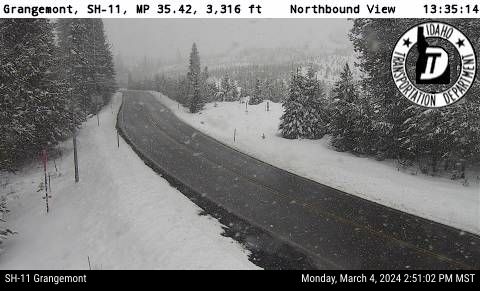 Grangemont, SH-11, MP 35.42, 3,316 ft Northbound View 13:35:14
IDAHO
TRANSPORTATION DEPARTMENT
SH-11 Grangemont Monday, March 4, 2024 2:51:02 PM MST